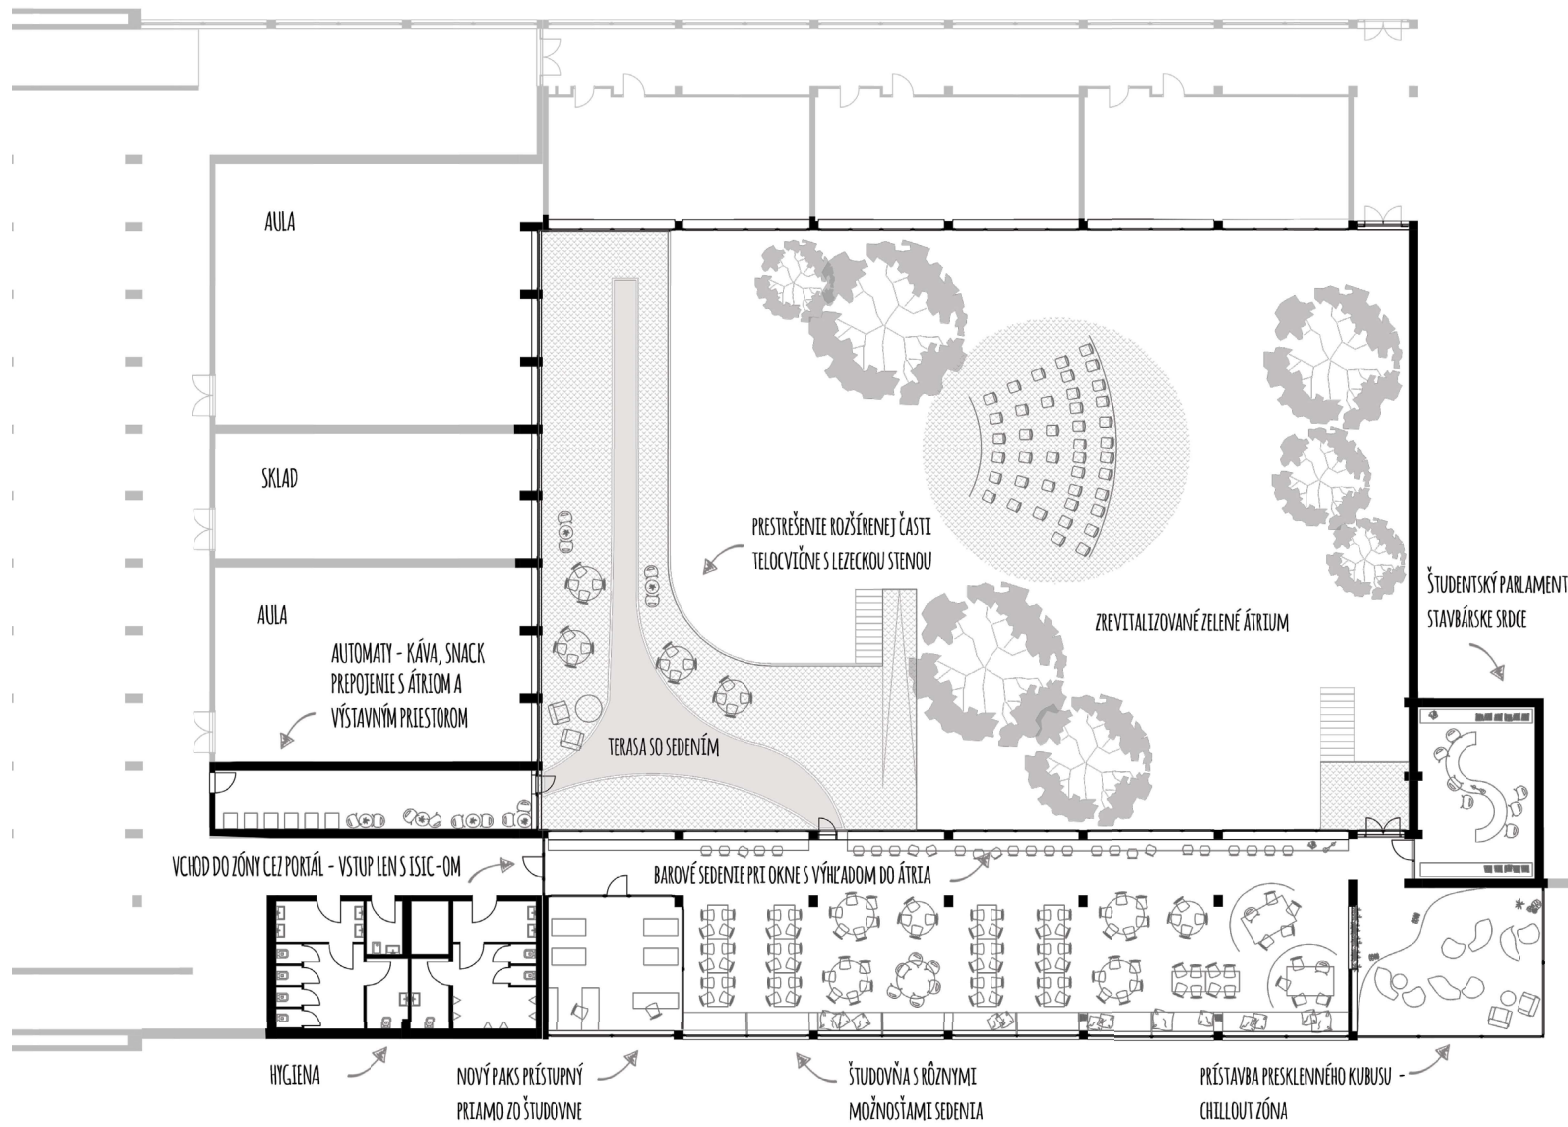 AULA
SKLAD
PRESTREŠENIE ROZŠÍRENEJ ČASTI
TELOCVIČNE S LEZECKOU STENOU
ŠTUDENTSKÝ PARLAMENT
STAVBÁRSKE SRDCE
AULA
ZREVITALIZOVANÉ ZELENÉ ÁTRIUM
AUTOMATY - KÁVA, SNACK
PREPOJENIE S ÁTRIOM A
VÝSTAVNÝM PRIESTOROM
TERASA SO SEDENÍM
VCHOD DO ZÓNY CEZ PORTÁL - VSTUP LEN S ISIC-OM
BAROVÉ SEDENIE PRI OKNE S VÝHĽADOM DO ÁTRIA
HYGIENA
NOVÝ PAKS PRÍSTUPNÝ
PRIAMO ZO ŠTUDOVNE
ŠTUDOVŇA S RÔZNYMI
MOŽNOSŤAMI SEDENIA
PRÍSTAVBA PRESKLENNÉHO KUBUSU -
CHILLOUT ZÓNA